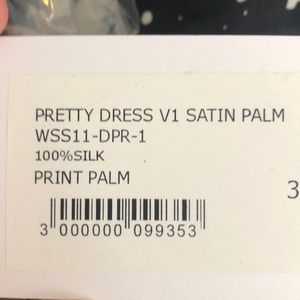 PRETTY DRESS V1 SATIN PALM
WSS11-DPR-1
100%SILK
PRINT PALM
3
3 000000 099353